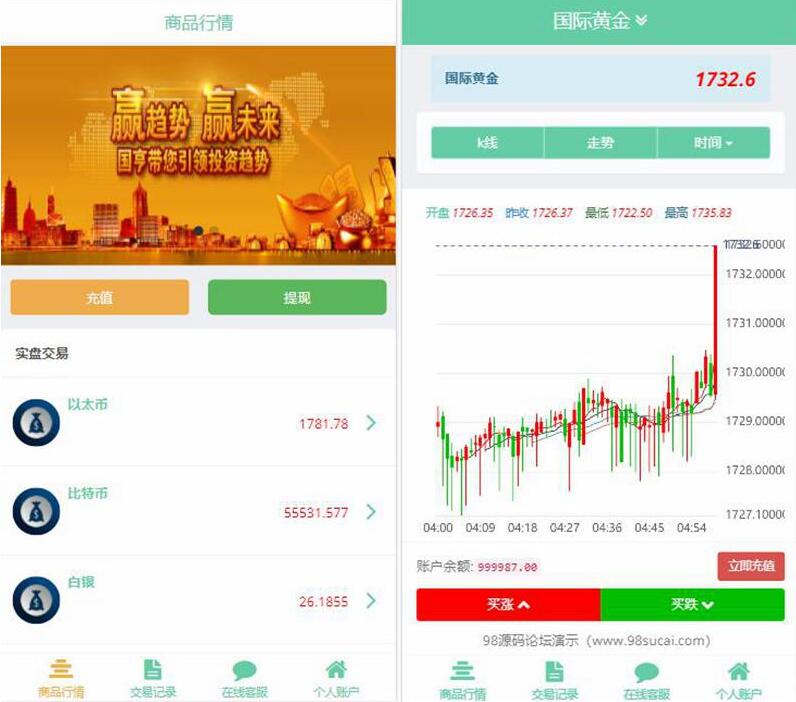 商品行情
赢趋势 赢未来
国亨带您引领投资趋势
充值 提现
实盘交易
以太币
1781.78
比特币
55531.577
白银
26.1855
商品行情 交易记录 在线客服 个人账户
国际黄金
国际黄金 1732.6
k线 走势 时间
开盘 1726.35 昨收 1726.37 最低 1722.50 最高 1735.83
1732.0000
1731.0000
1730.0000
1729.0000
1728.0000
1727.1000
04:00 04:09 04:18 04:27 04:36 04:45 04:54
账户余额: 999987.00 立即充值
买涨 买跌
98源码论坛演示（www.98sucai.com）
商品行情 交易记录 在线客服 个人账户